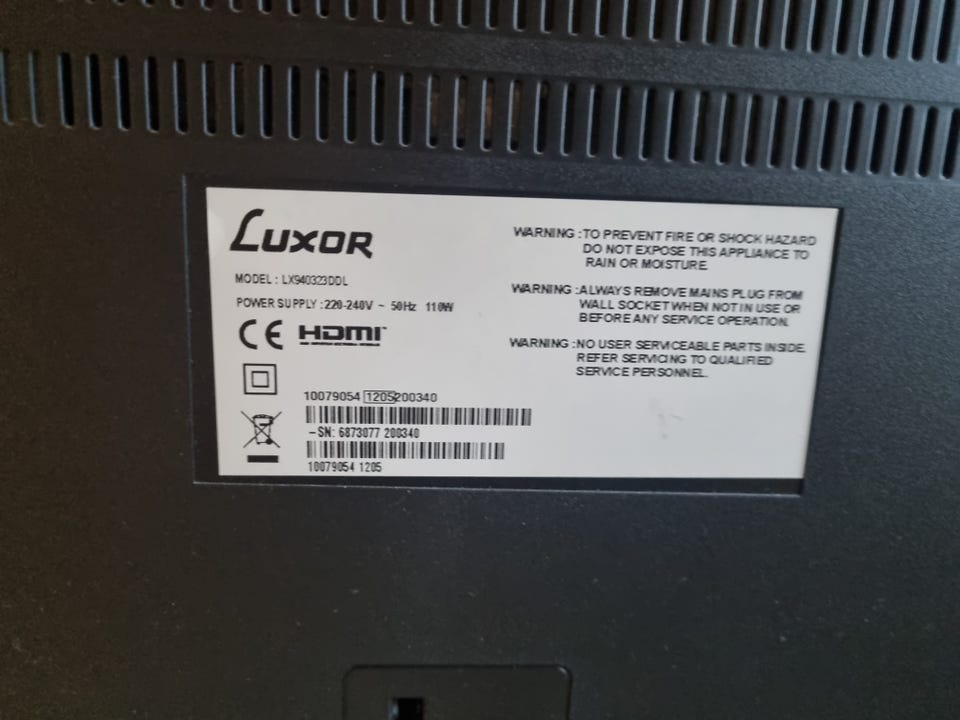 LUXOR
MODEL : LX940323DDL
POWER SUPPLY : 220-240V ~ 50Hz 110W
CE HDMI
10079054 1205 200340
-SN: 6873077 200340
10079054 1205
WARNING : TO PREVENT FIRE OR SHOCK HAZARD
DO NOT EXPOSE THIS APPLIANCE TO
RAIN OR MOISTURE.
WARNING : ALWAYS REMOVE MAINS PLUG FROM
WALL SOCKET WHEN NOT IN USE OR
BEFORE ANY SERVICE OPERATION.
WARNING : NO USER SERVICEABLE PARTS INSIDE.
REFER SERVICING TO QUALIFIED
SERVICE PERSONNEL.